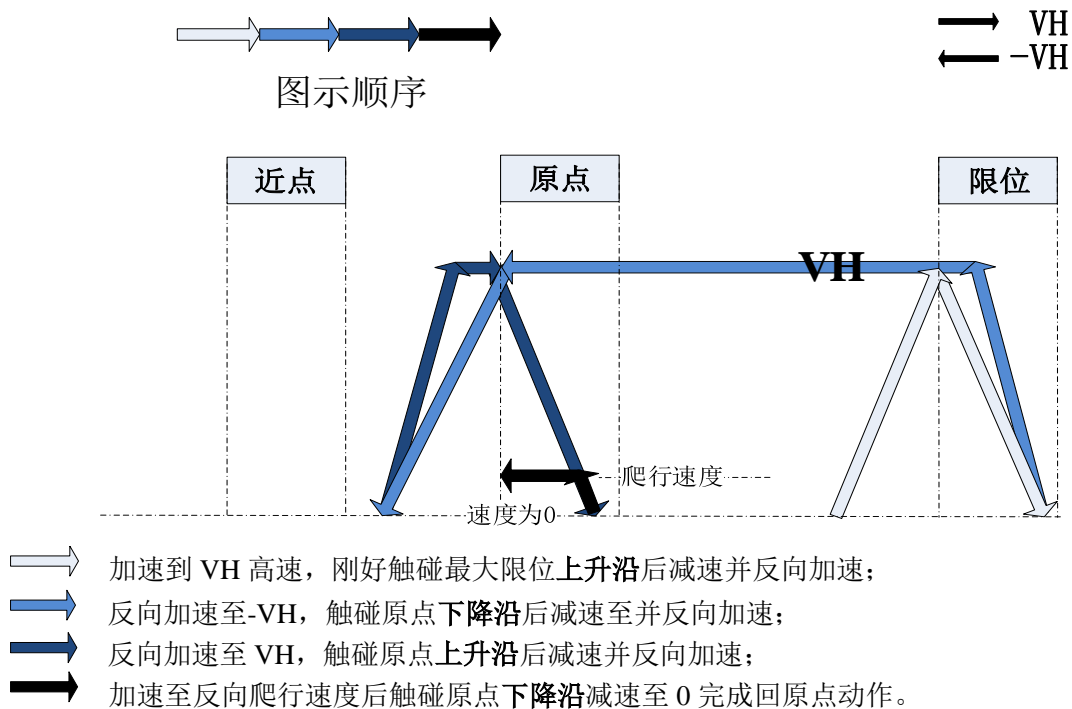 VH
-VH
图示顺序
近点
原点
限位
VH
爬行速度
速度为0
加速到 VH 高速，刚好触碰最大限位上升沿后减速并反向加速；
反向加速至-VH，触碰原点下降沿后减速至并反向加速；
反向加速至 VH，触碰原点上升沿后减速并反向加速；
加速至反向爬行速度后触碰原点下降沿减速至 0 完成回原点动作。